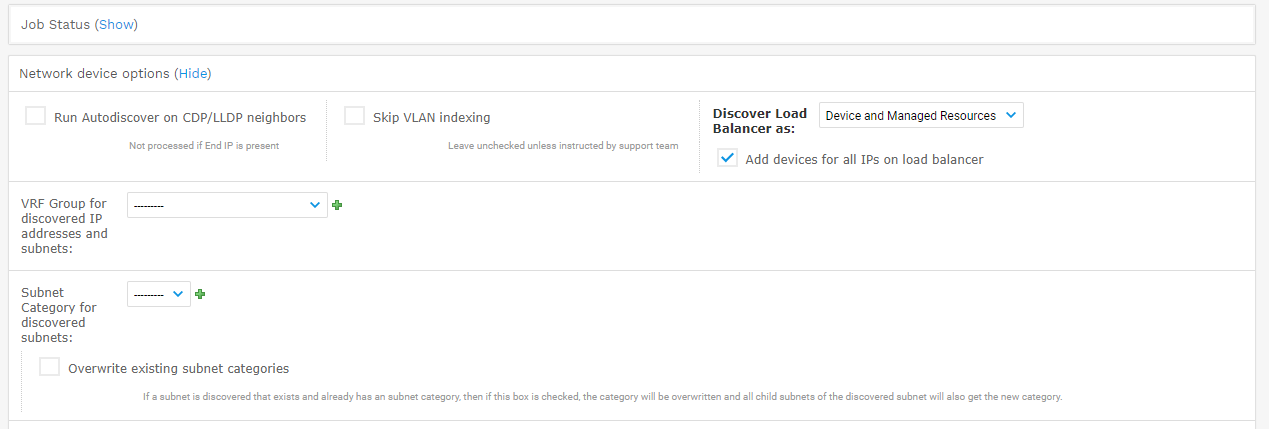 Job Status (Show)
Network device options (Hide)
Run Autodiscover on CDP/LLDP neighbors
Not processed if End IP is present
Skip VLAN indexing
Leave unchecked unless instructed by support team
Discover Load
Balancer as:
Device and Managed Resources
Add devices for all IPs on load balancer
VRF Group for
discovered IP
addresses and
subnets:
---------
Subnet
Category for
discovered
subnets:
---------
Overwrite existing subnet categories
If a subnet is discovered that exists and already has an subnet category, then if this box is checked, the category will be overwritten and all child subnets of the discovered subnet will also get the new category.